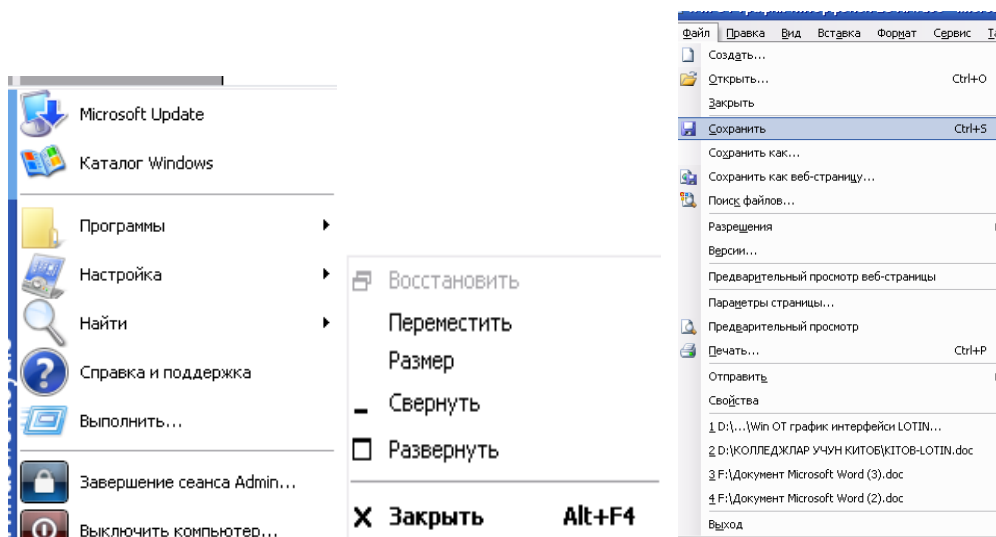 Microsoft Update
Каталог Windows
Программы
Настройка
Найти
Справка и поддержка
Выполнить...
Завершение сеанса Admin...
Выключить компьютер...
Восстановить
Переместить
Размер
Свернуть
Развернуть
Закрыть Alt+F4
Файл Правка Вид Вставка Формат Сервис
Создать...
Открыть... Ctrl+O
Закрыть
Сохранить Ctrl+S
Сохранить как...
Сохранить как веб-страницу...
Поиск файлов...
Разрешения
Версии...
Предварительный просмотр веб-страницы
Параметры страницы...
Предварительный просмотр
Печать... Ctrl+P
Отправить
Свойства
1 D:\...\Win ОТ график интерфейси LOTIN...
2 D:\КОЛЛЕДЖЛАР УЧУН КИТОБ\KITOB-LOTIN.doc
3 F:\Документ Microsoft Word (3).doc
4 F:\Документ Microsoft Word (2).doc
Выход